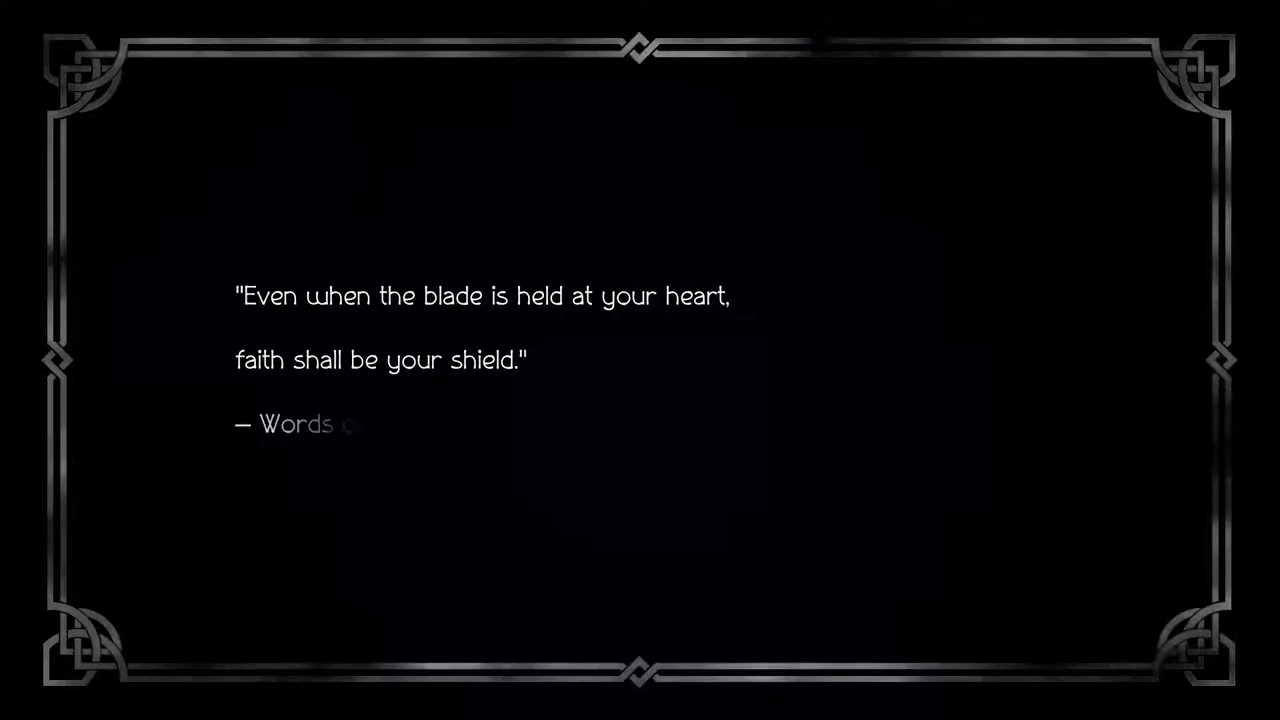 "Even when the blade is held at your heart,
faith shall be your shield."
— Words